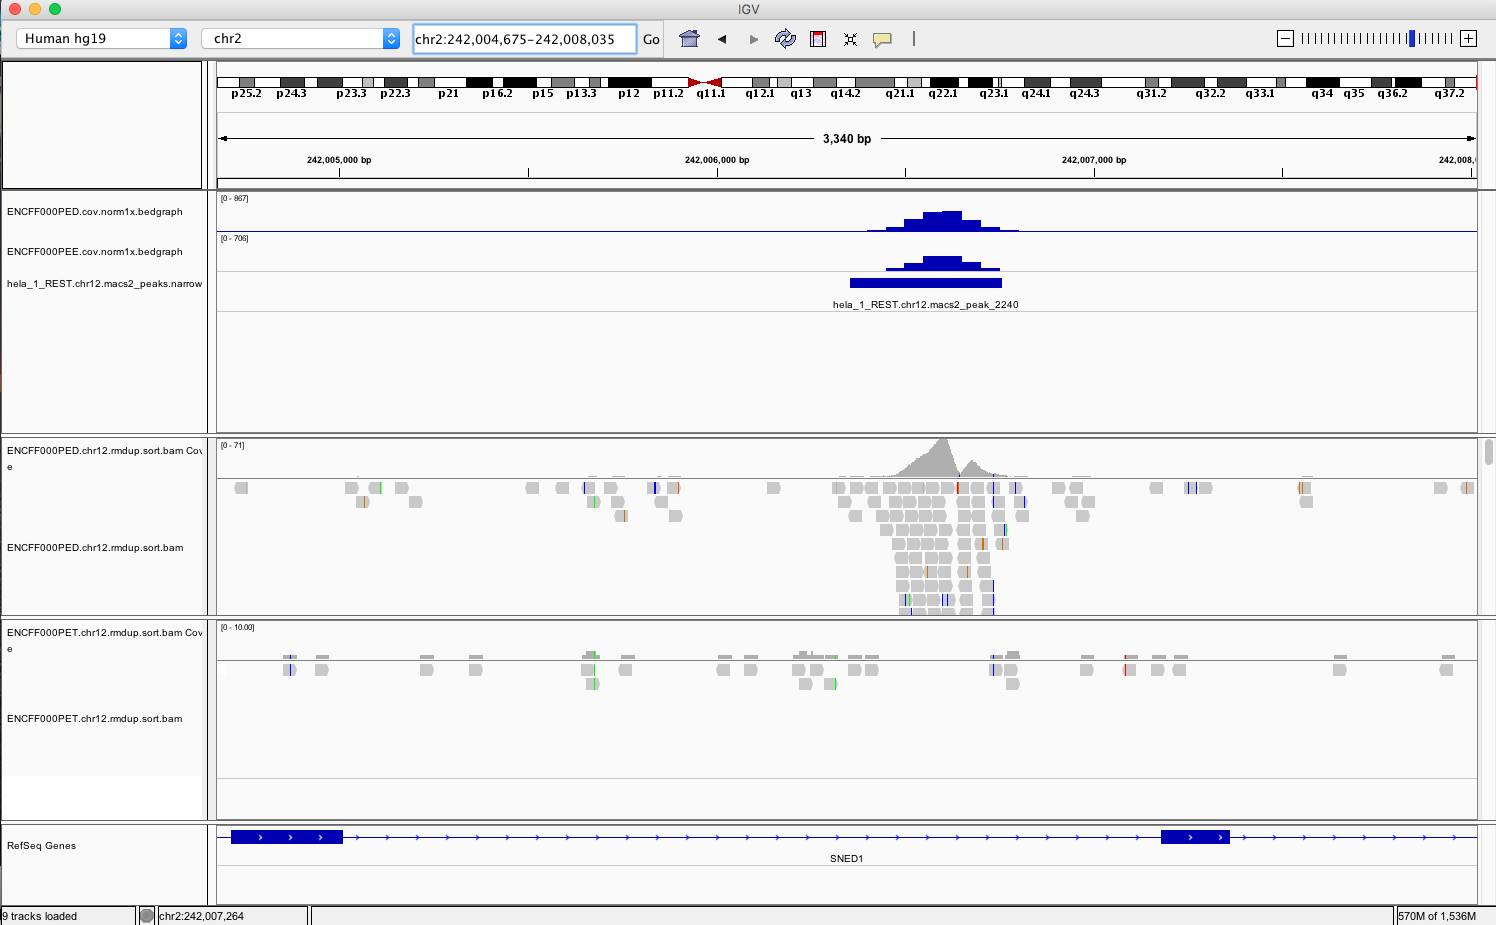 IGV
Human hg19
chr2
chr2:242,004,675-242,008,035
Go
p25.2 p24.3 p23.3 p22.3 p21 p16.2 p15 p13.3 p12 p11.2 q11.1 q12.1 q13 q14.2 q21.1 q22.1 q23.1 q24.1 q24.3 q31.2 q32.2 q33.1 q34 q35 q36.2 q37.2
3,340 bp
242,005,000 bp 242,006,000 bp 242,007,000 bp 242,008,
[0 - 867]
ENCFF000PED.cov.norm1x.bedgraph
[0 - 706]
ENCFF000PEE.cov.norm1x.bedgraph
hela_1_REST.chr12.macs2_peaks.narrow
hela_1_REST.chr12.macs2_peak_2240
[0 - 71]
ENCFF000PED.chr12.rmdup.sort.bam Cov
e
ENCFF000PED.chr12.rmdup.sort.bam
[0 - 10.00]
ENCFF000PET.chr12.rmdup.sort.bam Cov
e
ENCFF000PET.chr12.rmdup.sort.bam
RefSeq Genes
SNED1
9 tracks loaded
chr2:242,007,264
570M of 1,536M